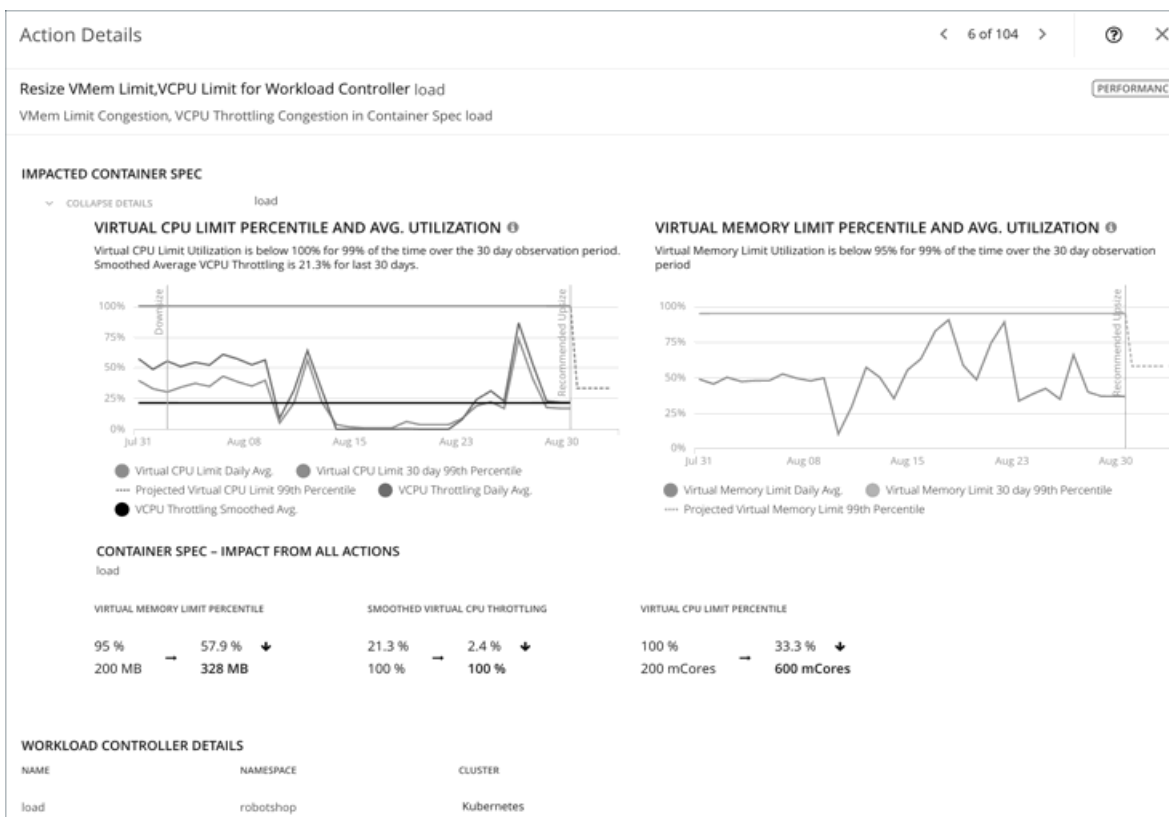 Action Details
6 of 104
Resize VMem Limit,VCPU Limit for Workload Controller load
PERFORMANC
VMem Limit Congestion, VCPU Throttling Congestion in Container Spec load
IMPACTED CONTAINER SPEC
COLLAPSE DETAILS
load
VIRTUAL CPU LIMIT PERCENTILE AND AVG. UTILIZATION
Virtual CPU Limit Utilization is below 100% for 99% of the time over the 30 day observation period.
Smoothed Average VCPU Throttling is 21.3% for last 30 days.
100%
75%
50%
25%
0%
Downsize
Recommended Upsize
Jul 31
Aug 08
Aug 15
Aug 23
Aug 30
Virtual CPU Limit Daily Avg.
Virtual CPU Limit 30 day 99th Percentile
Projected Virtual CPU Limit 99th Percentile
VCPU Throttling Daily Avg.
VCPU Throttling Smoothed Avg.
VIRTUAL MEMORY LIMIT PERCENTILE AND AVG. UTILIZATION
Virtual Memory Limit Utilization is below 95% for 99% of the time over the 30 day observation
period
100%
75%
50%
25%
0%
Recommended Upsize
Jul 31
Aug 08
Aug 15
Aug 23
Aug 30
Virtual Memory Limit Daily Avg.
Virtual Memory Limit 30 day 99th Percentile
Projected Virtual Memory Limit 99th Percentile
CONTAINER SPEC – IMPACT FROM ALL ACTIONS
load
VIRTUAL MEMORY LIMIT PERCENTILE
95 % → 57.9 %
200 MB 328 MB
SMOOTHED VIRTUAL CPU THROTTLING
21.3 % → 2.4 %
100 % 100 %
VIRTUAL CPU LIMIT PERCENTILE
100 % → 33.3 %
200 mCores 600 mCores
WORKLOAD CONTROLLER DETAILS
NAME NAMESPACE CLUSTER
load robotshop Kubernetes